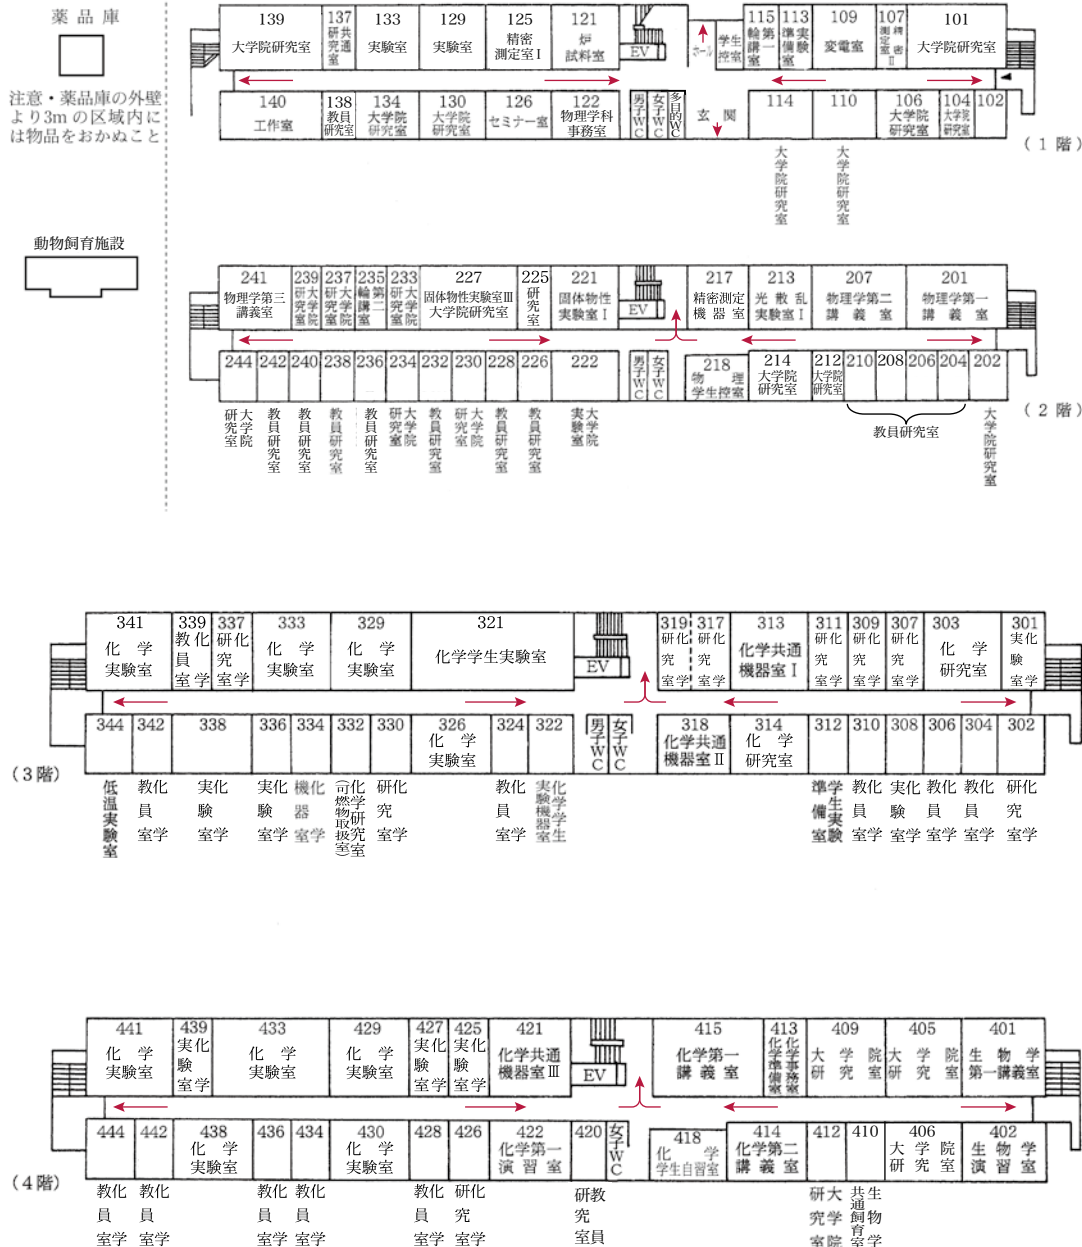 薬品庫
注意・薬品庫の外壁
より3mの区域内に
は物品をおかぬこと
動物飼育施設
139
大学院研究室
137
共通研究室
133
実験室
129
実験室
125
精密
測定室Ⅰ
121
炉
試料室
EV
ホール
学生
控室
115
第一輪講室
113
実験準備室
109
変電室
107
精密測定室Ⅱ
101
大学院研究室
140
工作室
138
教員
研究室
134
大学院
研究室
130
大学院
研究室
126
セミナー室
122
物理学科
事務室
男子WC
女子WC
多目的WC
玄関
114
110
106
大学院
研究室
104
大学院
研究室
102
(1階)
大学院研究室
大学院研究室
241
物理学第三
講義室
239
大学院研究室
237
大学院研究室
235
第二輪講室
233
大学院研究室
227
固体物性実験室Ⅲ
大学院研究室
225
研究室
221
固体物性
実験室Ⅰ
EV
217
精密測定
機器室
213
光散乱
実験室Ⅰ
207
物理学第二
講義室
201
物理学第一
講義室
244
242
240
238
236
234
232
230
228
226
222
男子WC
女子WC
218
物理
学生控室
214
大学院
研究室
212
大学院
研究室
210
208
206
204
202
(2階)
大学院研究室
教員研究室
教員研究室
教員研究室
教員研究室
大学院研究室
教員研究室
大学院研究室
教員研究室
教員研究室
大学院実験室
教員研究室
大学院研究室
341
化学
実験室
339
化学教員室
337
化学研究室
333
化学
実験室
329
化学
実験室
321
化学学生実験室
EV
319
化学研究室
317
化学研究室
313
化学共通
機器室Ⅰ
311
化学研究室
309
化学研究室
307
化学研究室
303
化学
研究室
301
化学実験室
344
342
338
336
334
332
330
326
化学
実験室
324
322
男子WC
女子WC
318
化学共通
機器室Ⅱ
314
化学
研究室
312
310
308
306
304
302
(3階)
低温実験室
化学教員室
化学実験室
化学実験室
化学機器室
化学研究室
(可燃物取扱室)
化学研究室
化学教員室
化学学生
実験機器室
学生実験
準備室
化学教員室
化学実験室
化学教員室
化学教員室
化学研究室
441
化学
実験室
439
化学実験室
433
化学
実験室
429
化学
実験室
427
化学実験室
425
化学実験室
421
化学共通
機器室Ⅲ
EV
415
化学第一
講義室
413
化学事務室
化学準備室
409
大学院
研究室
405
大学院
研究室
401
生物学
第一講義室
444
442
438
化学
実験室
436
434
430
化学
実験室
428
426
422
化学第一
演習室
420
女子WC
418
化学
学生自習室
414
化学第二
講義室
412
410
406
大学院
研究室
402
生物学
演習室
(4階)
化学教員室
化学教員室
化学教員室
化学教員室
化学教員室
化学研究室
教員研究室
大学院研究室
生物学
共通飼育室